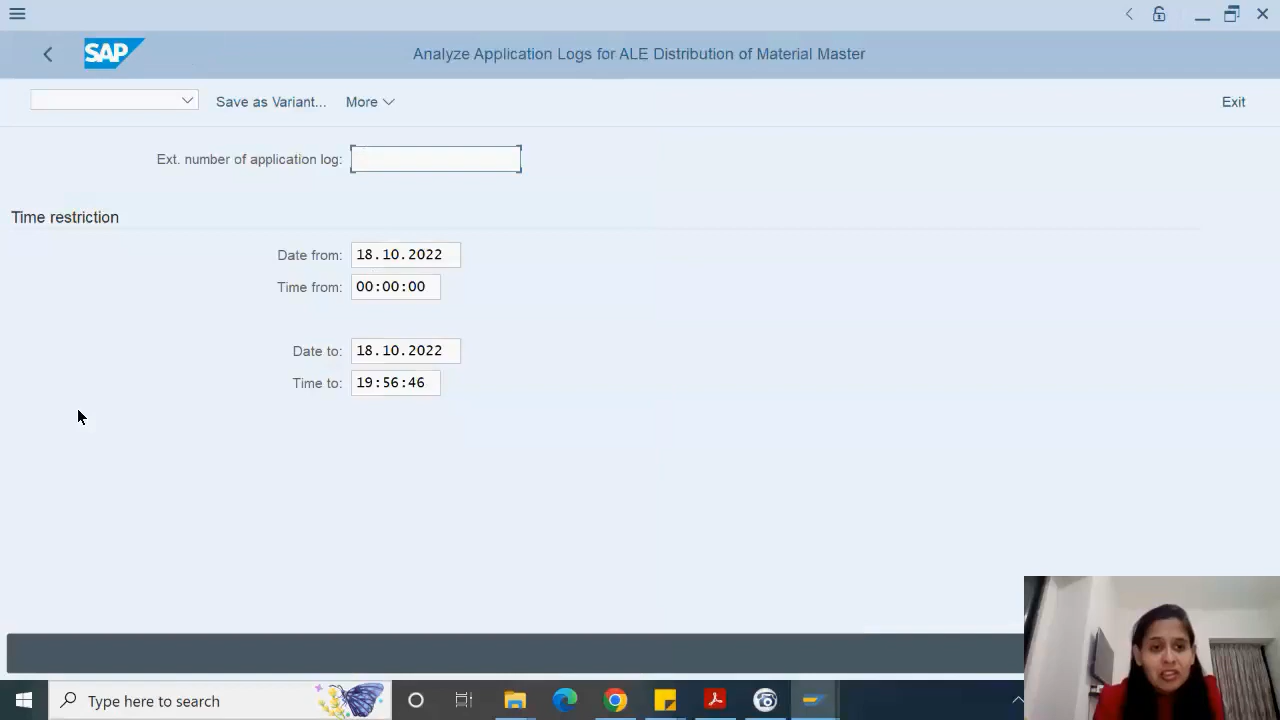 SAP
Analyze Application Logs for ALE Distribution of Material Master
Save as Variant...
More
Exit
Ext. number of application log:
Time restriction
Date from: 18.10.2022
Time from: 00:00:00
Date to: 18.10.2022
Time to: 19:56:46
Type here to search